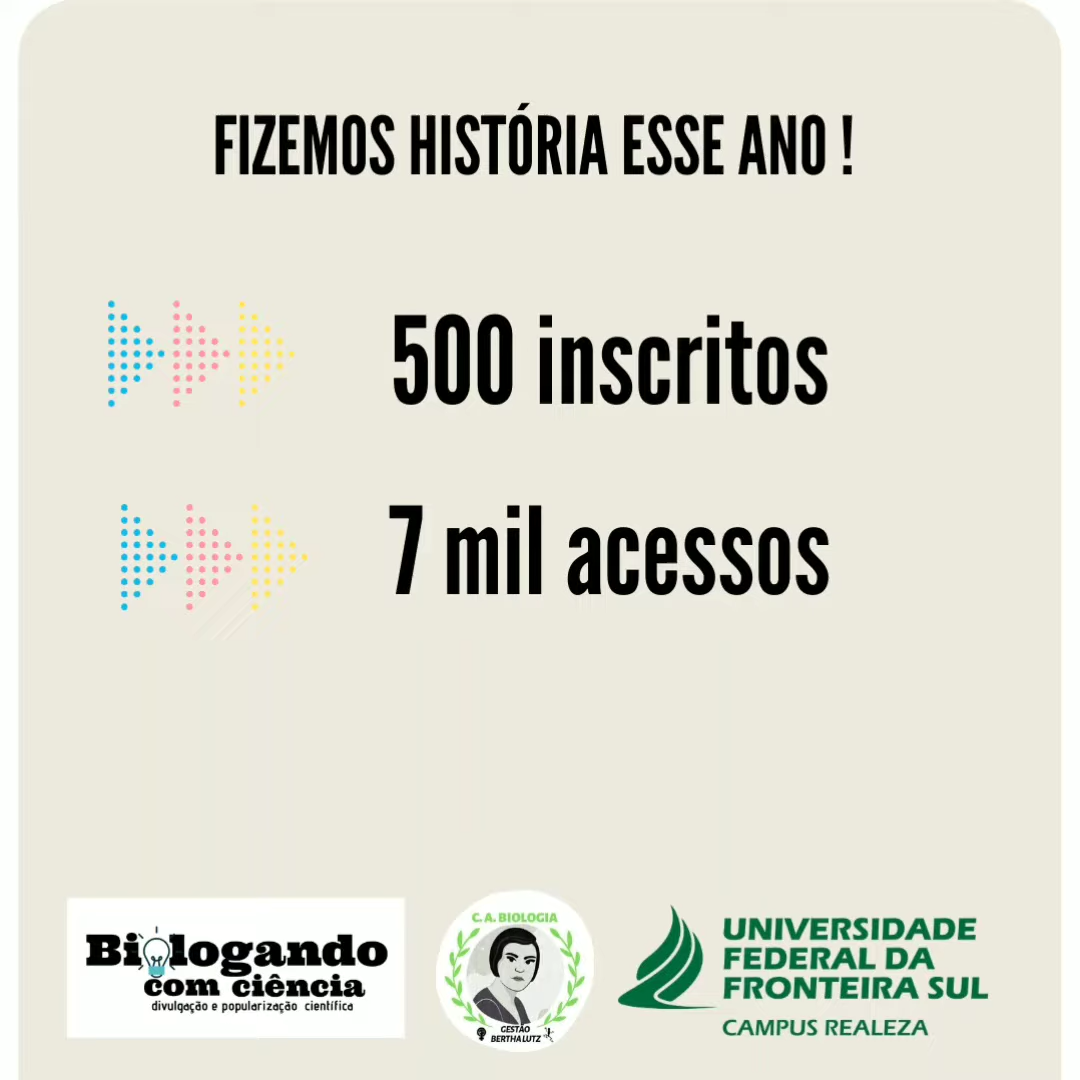 FIZEMOS HISTÓRIA ESSE ANO !
500 inscritos
7 mil acessos
Biologando
com ciência
divulgação e popularização científica
C. A. BIOLOGIA
GESTÃO
BERTHA LUTZ
UNIVERSIDADE
FEDERAL DA
FRONTEIRA SUL
CAMPUS REALEZA